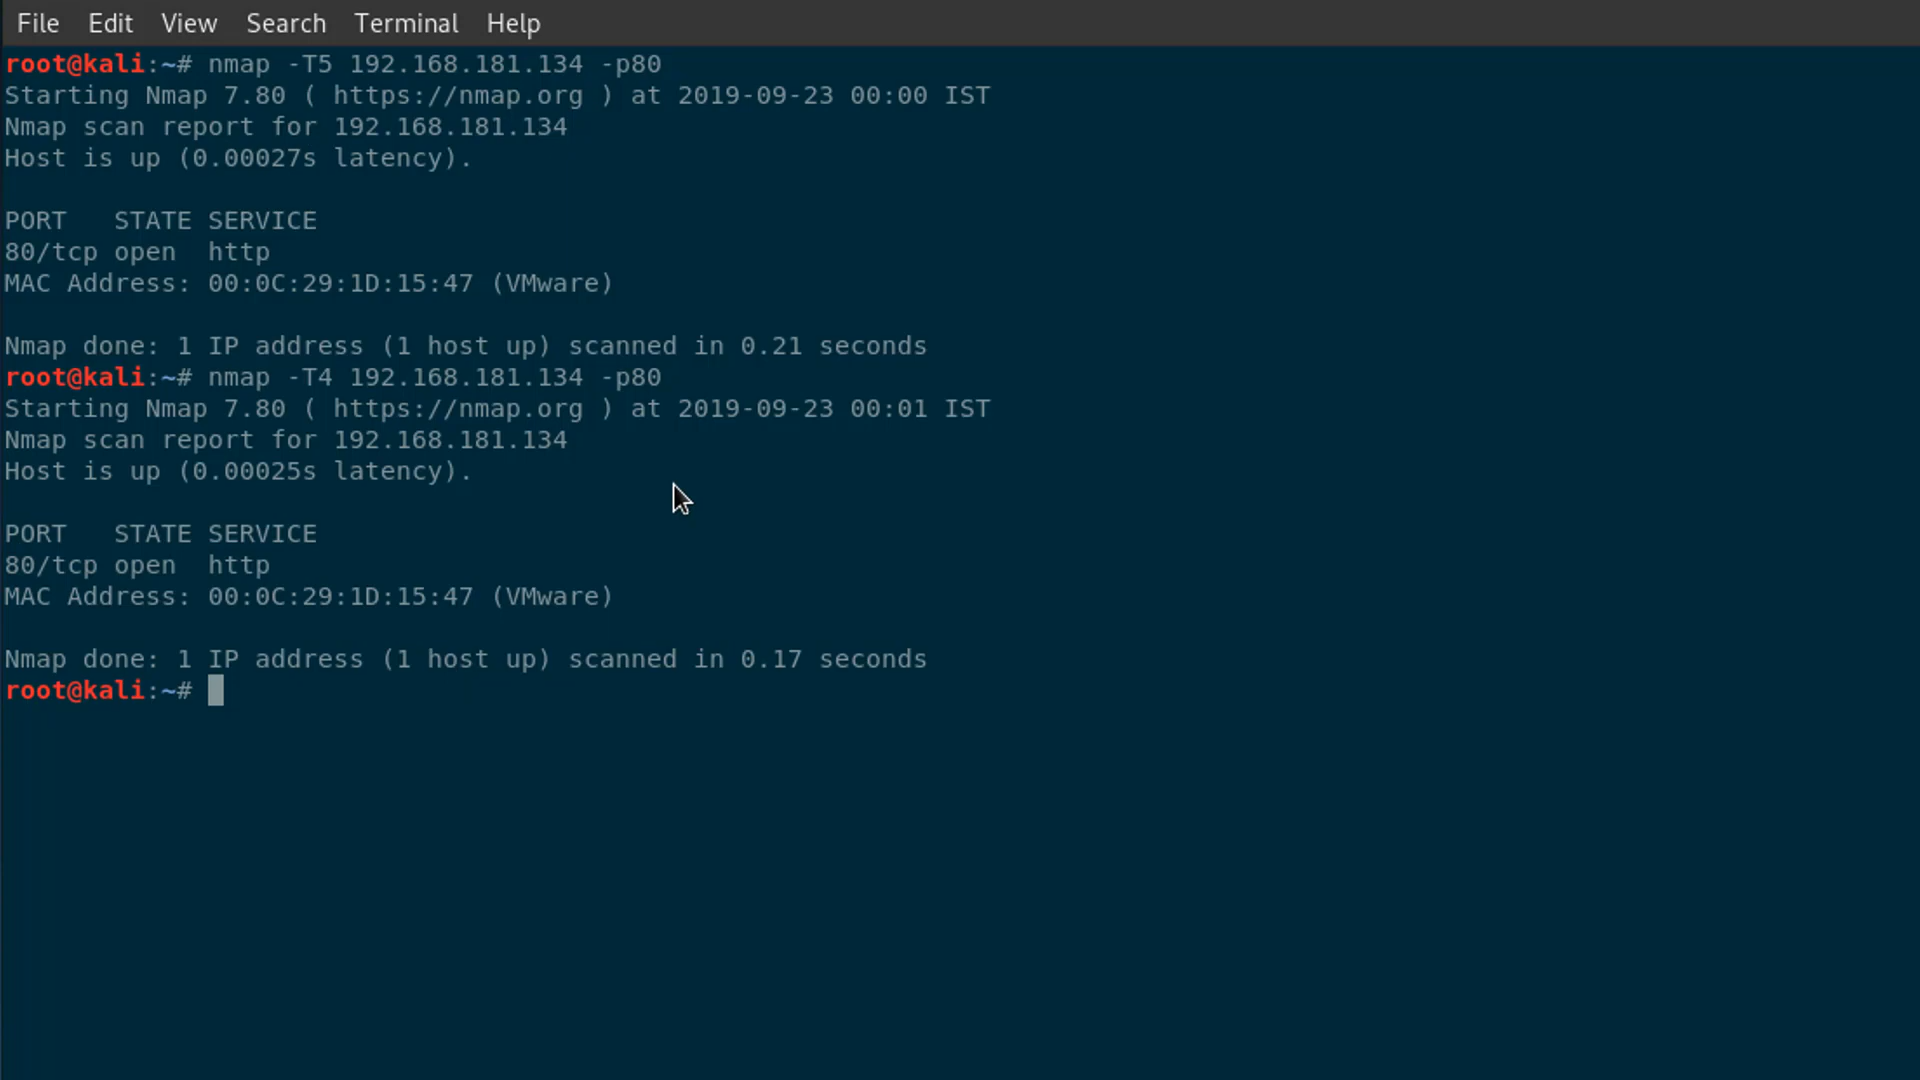 File Edit View Search Terminal Help
root@kali:~# nmap -T5 192.168.181.134 -p80
Starting Nmap 7.80 ( https://nmap.org ) at 2019-09-23 00:00 IST
Nmap scan report for 192.168.181.134
Host is up (0.00027s latency).
PORT   STATE SERVICE
80/tcp open  http
MAC Address: 00:0C:29:1D:15:47 (VMware)
Nmap done: 1 IP address (1 host up) scanned in 0.21 seconds
root@kali:~# nmap -T4 192.168.181.134 -p80
Starting Nmap 7.80 ( https://nmap.org ) at 2019-09-23 00:01 IST
Nmap scan report for 192.168.181.134
Host is up (0.00025s latency).
PORT   STATE SERVICE
80/tcp open  http
MAC Address: 00:0C:29:1D:15:47 (VMware)
Nmap done: 1 IP address (1 host up) scanned in 0.17 seconds
root@kali:~#